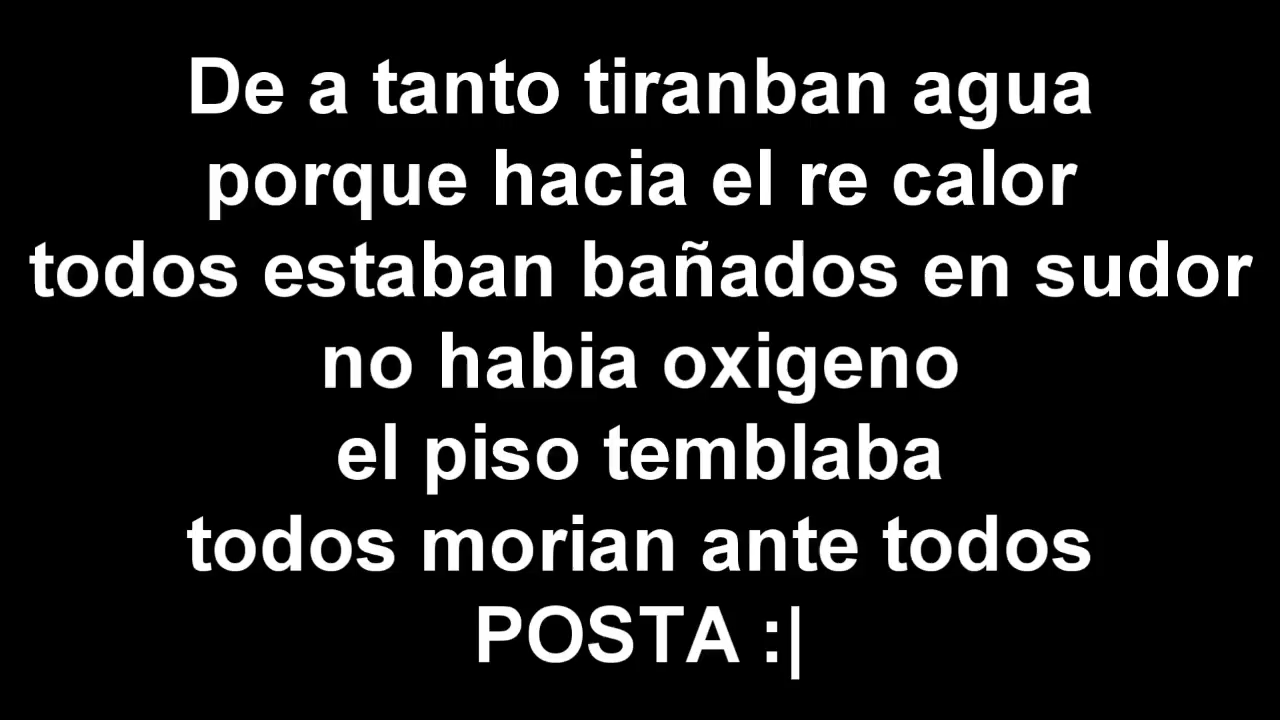 De a tanto tiranban agua
porque hacia el re calor
todos estaban bañados en sudor
no habia oxigeno
el piso temblaba
todos morian ante todos
POSTA :|